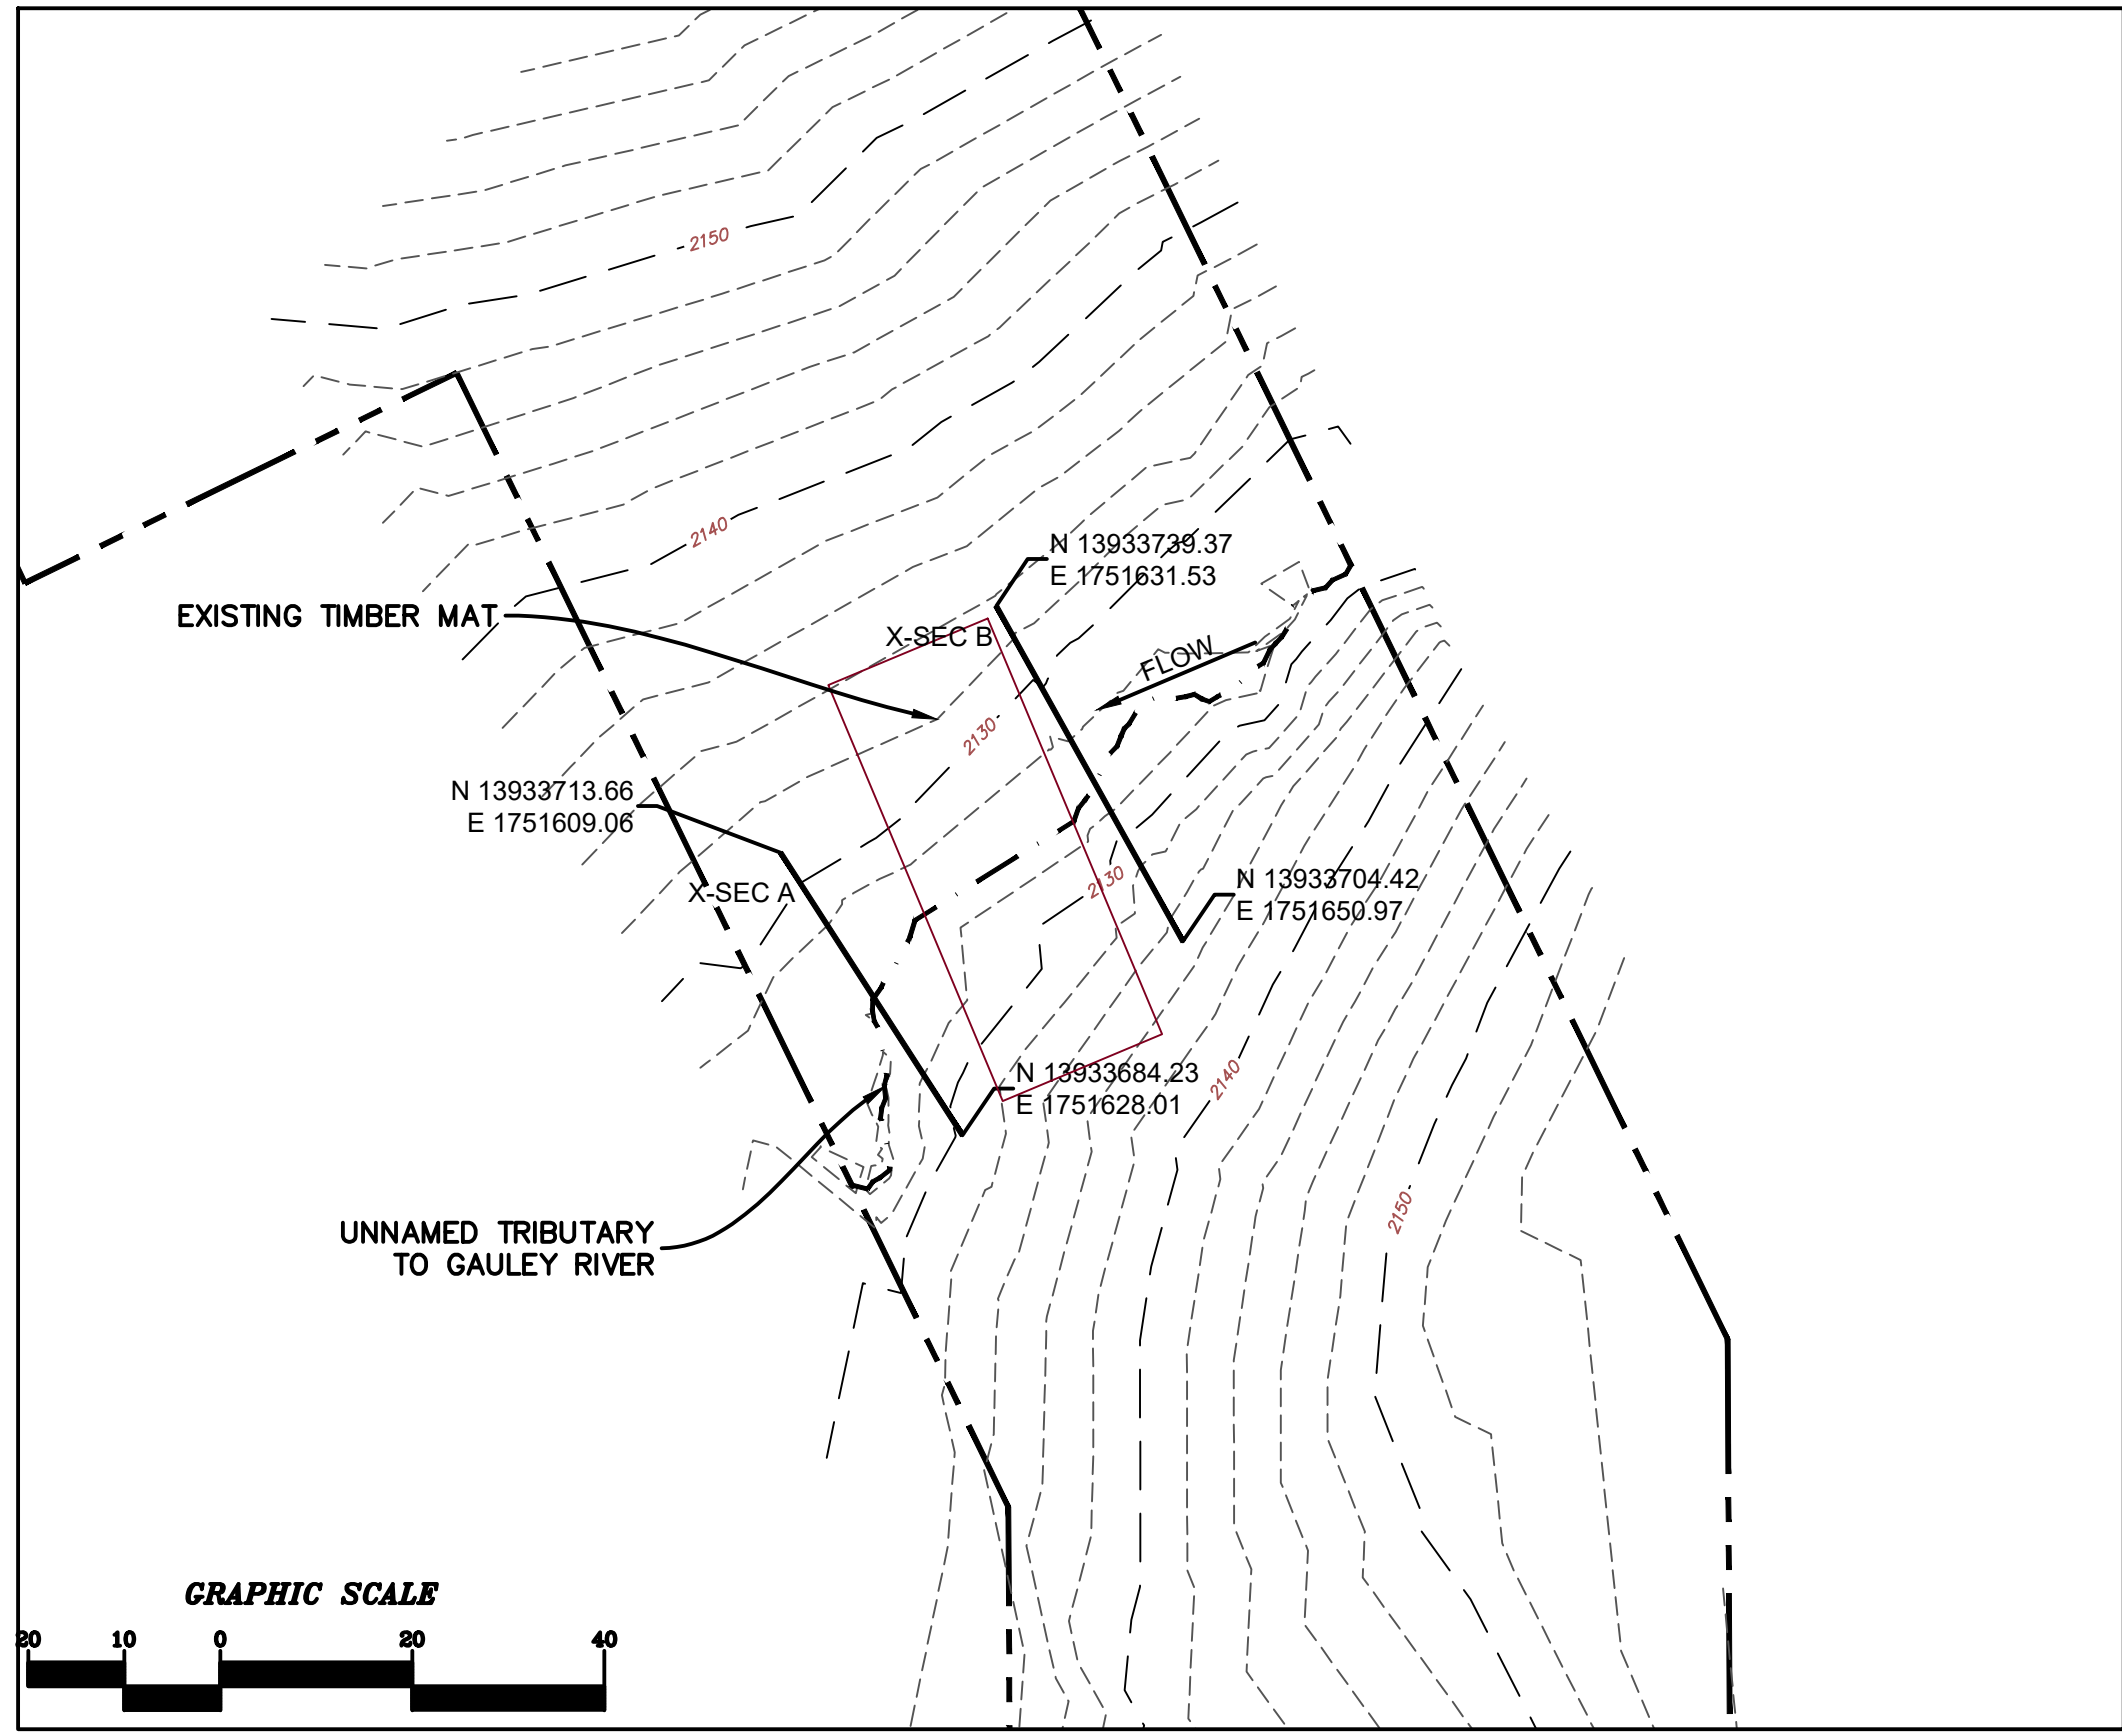 2150
2140
N 13933739.37
E 1751631.53
EXISTING TIMBER MAT
X-SEC B
FLOW
2130
N 13933713.66
E 1751609.06
X-SEC A
2130
N 13933704.42
E 1751650.97
N 13933684.23
E 1751628.01
2140
2150
UNNAMED TRIBUTARY
TO GAULEY RIVER
GRAPHIC SCALE
20 10 0 20 40